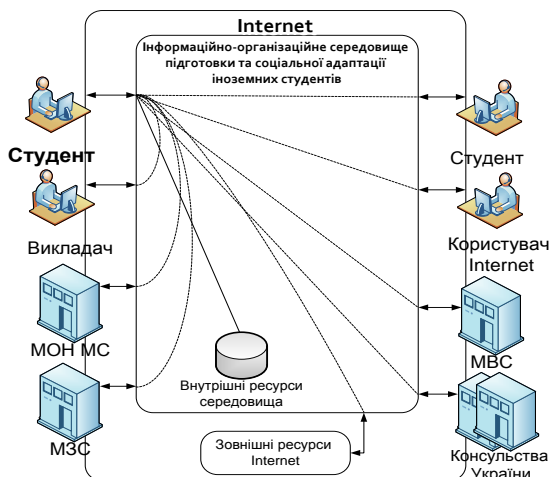 Internet
Інформаційно-організаційне середовище
підготовки та соціальної адаптації
іноземних студентів
Студент
Викладач
МОН МС
МЗС
Студент
Користувач
Internet
МВС
Консульства
України
Внутрішні ресурси
середовища
Зовнішні ресурси
Internet